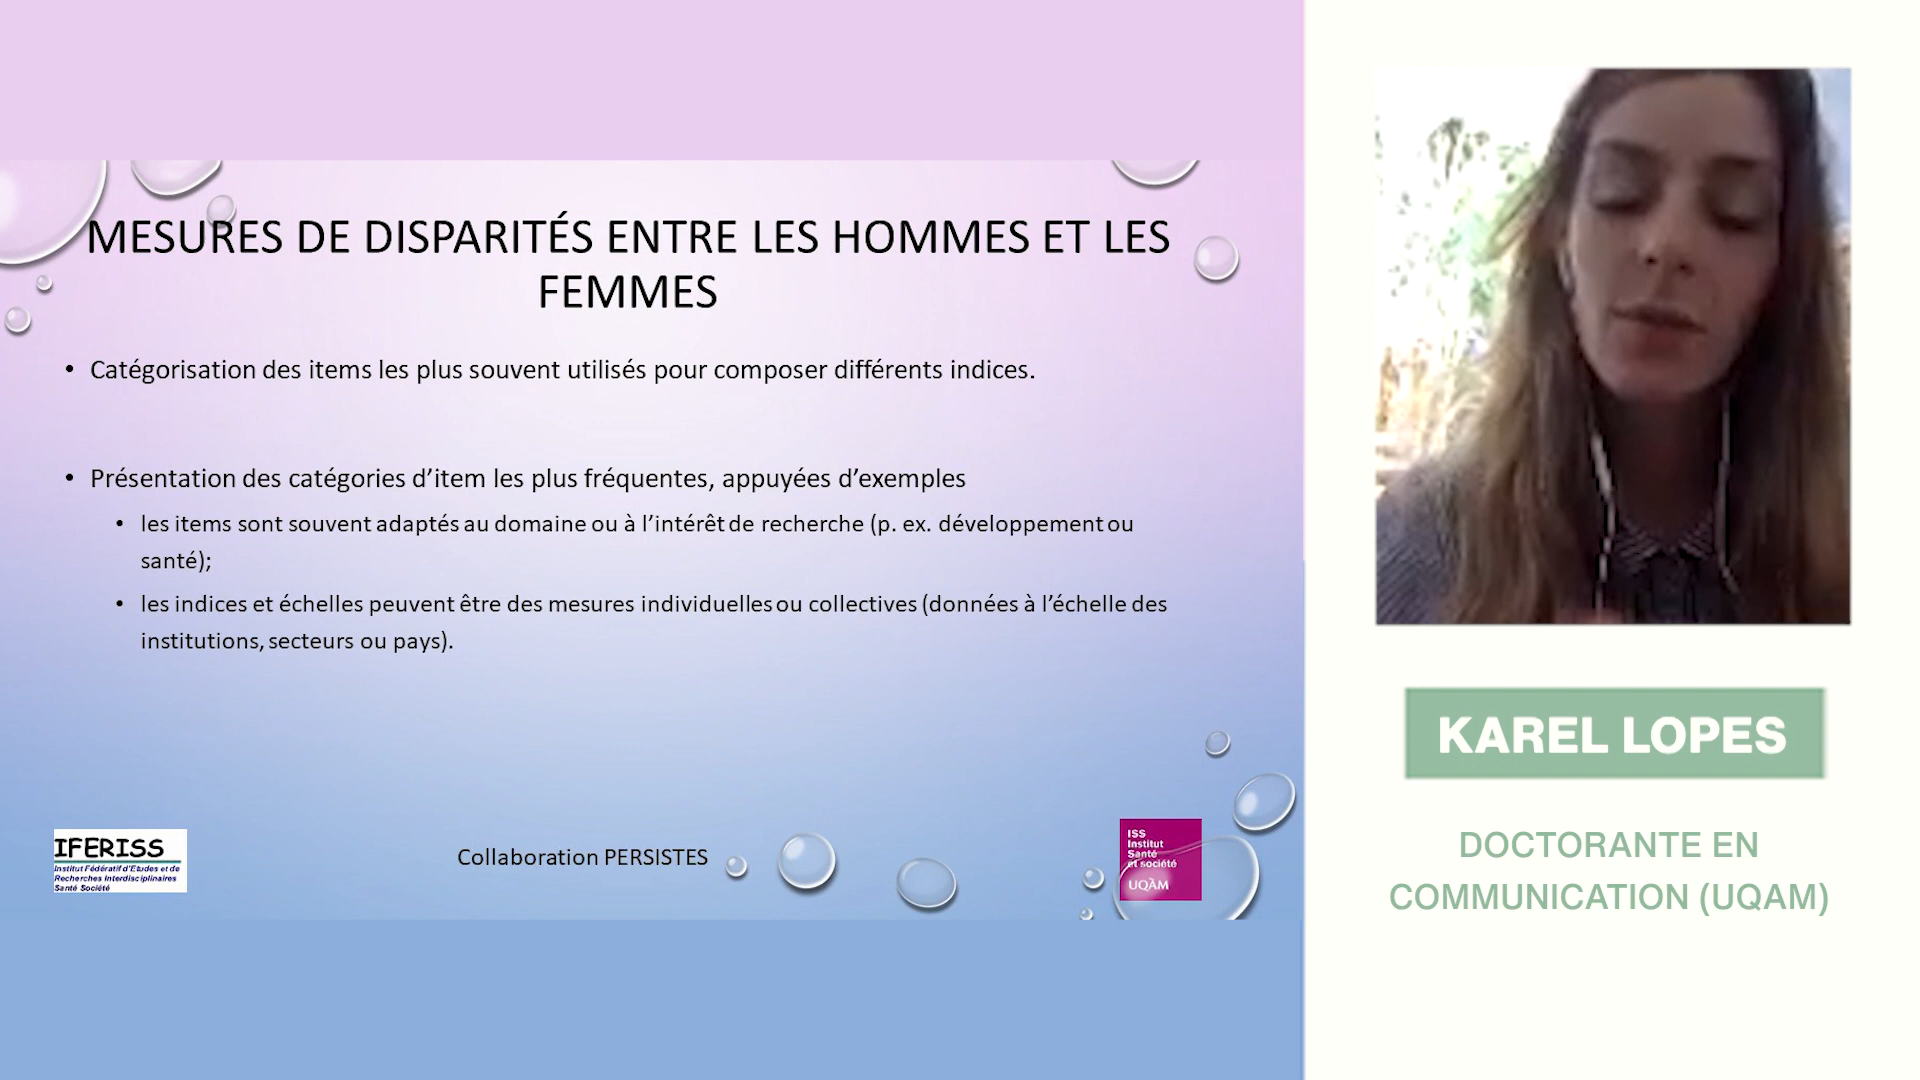 MESURES DE DISPARITÉS ENTRE LES HOMMES ET LES
FEMMES
• Catégorisation des items les plus souvent utilisés pour composer différents indices.
• Présentation des catégories d’item les plus fréquentes, appuyées d’exemples
• les items sont souvent adaptés au domaine ou à l’intérêt de recherche (p. ex. développement ou
santé);
• les indices et échelles peuvent être des mesures individuelles ou collectives (données à l’échelle des
institutions, secteurs ou pays).
IFERISS
Institut Fédératif d'Etudes et de
Recherches Interdisciplinaires
Santé Société
Collaboration PERSISTES
ISS
Institut
Santé
et société
UQÀM
KAREL LOPES
DOCTORANTE EN
COMMUNICATION (UQAM)